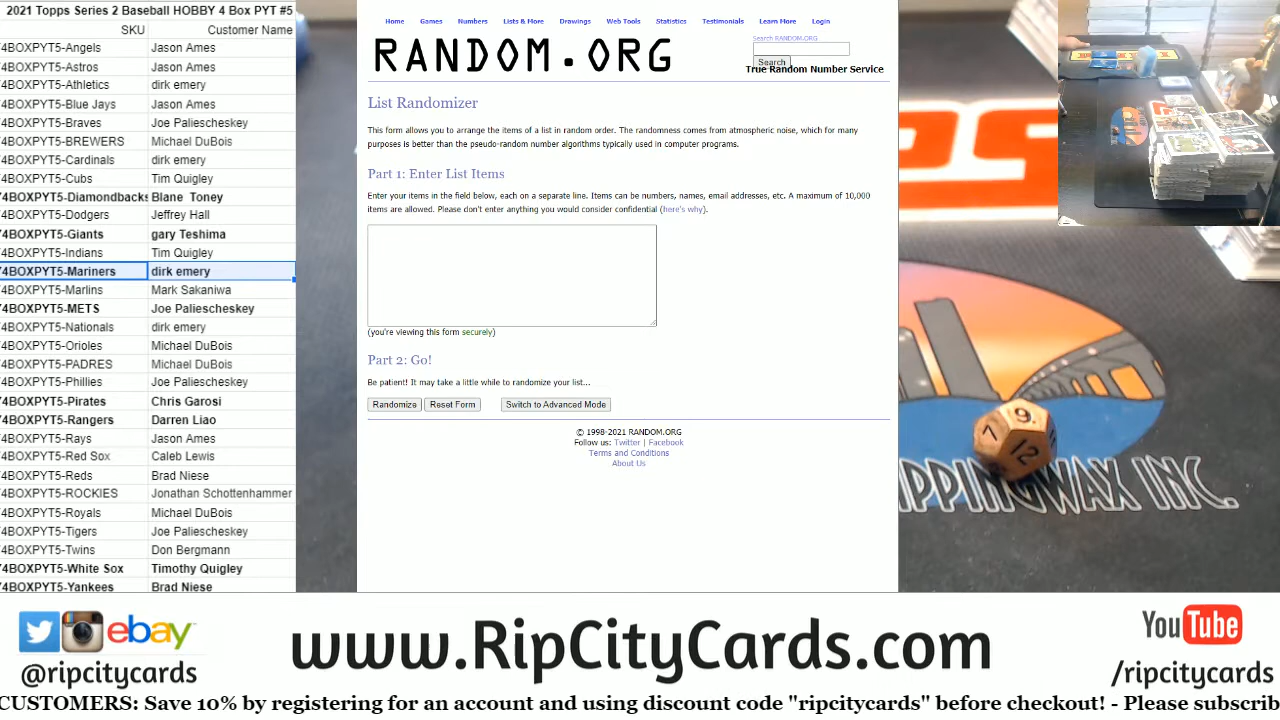 2021 Topps Series 2 Baseball HOBBY 4 Box PYT #5
SKU Customer Name
4BOXPYT5-Angels Jason Ames
4BOXPYT5-Astros Jason Ames
4BOXPYT5-Athletics dirk emery
4BOXPYT5-Blue Jays Jason Ames
4BOXPYT5-Braves Joe Paliescheskey
4BOXPYT5-BREWERS Michael DuBois
4BOXPYT5-Cardinals dirk emery
4BOXPYT5-Cubs Tim Quigley
4BOXPYT5-Diamondbacks Blane Toney
4BOXPYT5-Dodgers Jeffrey Hall
4BOXPYT5-Giants gary Teshima
4BOXPYT5-Indians Tim Quigley
4BOXPYT5-Mariners dirk emery
4BOXPYT5-Marlins Mark Sakaniwa
4BOXPYT5-METS Joe Paliescheskey
4BOXPYT5-Nationals dirk emery
4BOXPYT5-Orioles Michael DuBois
4BOXPYT5-PADRES Michael DuBois
4BOXPYT5-Phillies Joe Paliescheskey
4BOXPYT5-Pirates Chris Garosi
4BOXPYT5-Rangers Darren Liao
4BOXPYT5-Rays Jason Ames
4BOXPYT5-Red Sox Caleb Lewis
4BOXPYT5-Reds Brad Niese
4BOXPYT5-ROCKIES Jonathan Schottenhammer
4BOXPYT5-Royals Michael DuBois
4BOXPYT5-Tigers Joe Paliescheskey
4BOXPYT5-Twins Don Bergmann
4BOXPYT5-White Sox Timothy Quigley
4BOXPYT5-Yankees Brad Niese
Home Games Numbers Lists & More Drawings Web Tools Statistics Testimonials Learn More Login
RANDOM.ORG
Search RANDOM.ORG
Search
True Random Number Service
List Randomizer
This form allows you to arrange the items of a list in random order. The randomness comes from atmospheric noise, which for many
purposes is better than the pseudo-random number algorithms typically used in computer programs.
Part 1: Enter List Items
Enter your items in the field below, each on a separate line. Items can be numbers, names, email addresses, etc. A maximum of 10,000
items are allowed. Please don't enter anything you would consider confidential (here's why).
(you're viewing this form securely)
Part 2: Go!
Be patient! It may take a little while to randomize your list...
Randomize Reset Form Switch to Advanced Mode
© 1998-2021 RANDOM.ORG
Follow us: Twitter | Facebook
Terms and Conditions
About Us
9
7
12
IPPINGWAX INC.
ebay
@ripcitycards
www.RipCityCards.com
YouTube
/ripcitycards
CUSTOMERS: Save 10% by registering for an account and using discount code "ripcitycards" before checkout! - Please subscrib